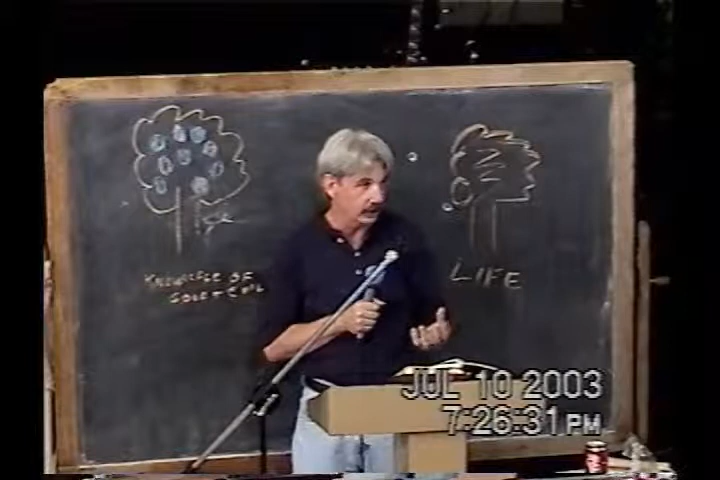 KNOWLEDGE OF
GOOD + EVIL
LIFE
JUL 10 2003
7:26:31 PM